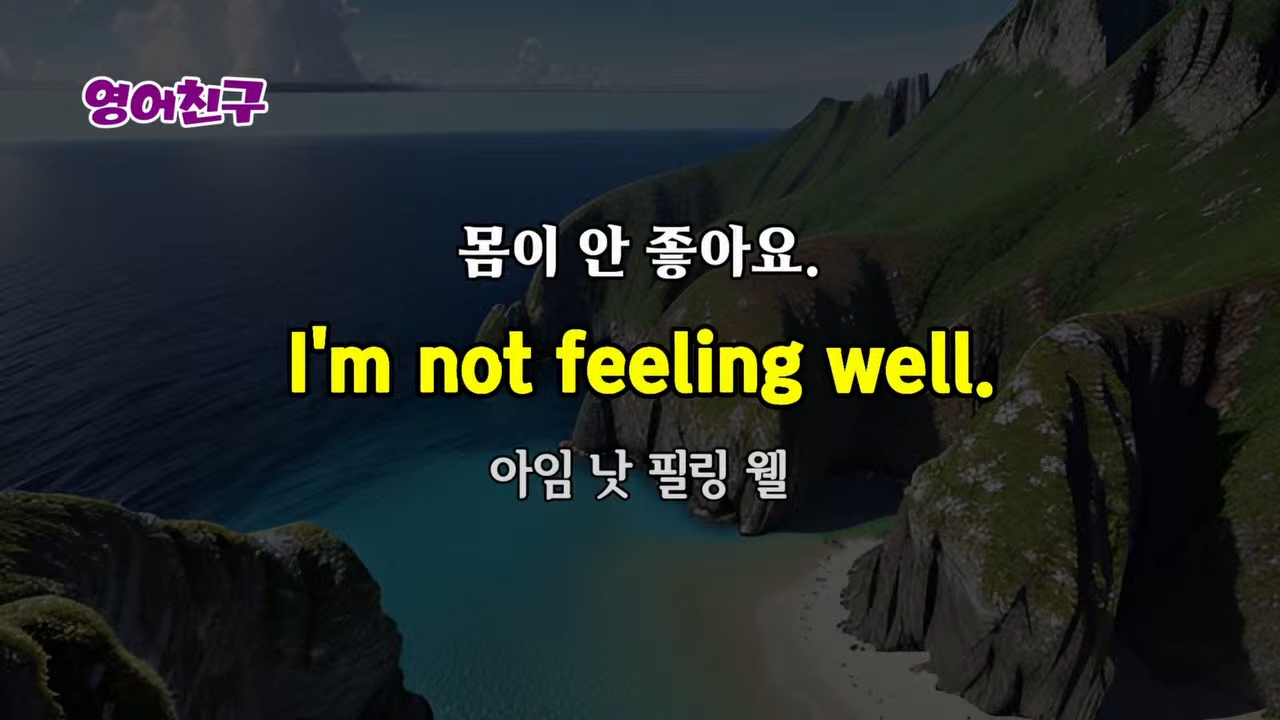 영어친구
몸이 안 좋아요.
I'm not feeling well.
아임 낫 필링 웰